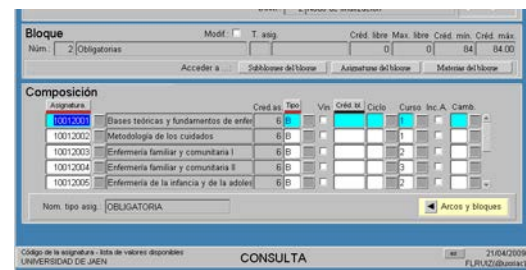 Bloque Modif.: T. asig. Créd. libre Max. libre Créd. mín. Créd. máx.
Núm.: 2 Obligatorias 0 0 84 84.00
Acceder a ...: Subbloques del bloque Asignaturas del bloque Materias del bloque
Composición
Asignatura Cred.as. Tipo Vin. Créd. bl. Ciclo Curso Inc.A. Camb.
10012001 Bases teóricas y fundamentos de enfer 6 B 1
10012002 Metodología de los cuidados 6 B 1
10012003 Enfermería familiar y comunitaria I 6 B 2
10012004 Enfermería familiar y comunitaria II 6 B 3
10012005 Enfermería de la infancia y de la adoles 6 B 2
Nom. tipo asig. OBLIGATORIA Arcos y bloques
Código de la asignatura - lista de valores disponibles 21/04/2009
UNIVERSIDAD DE JAEN CONSULTA